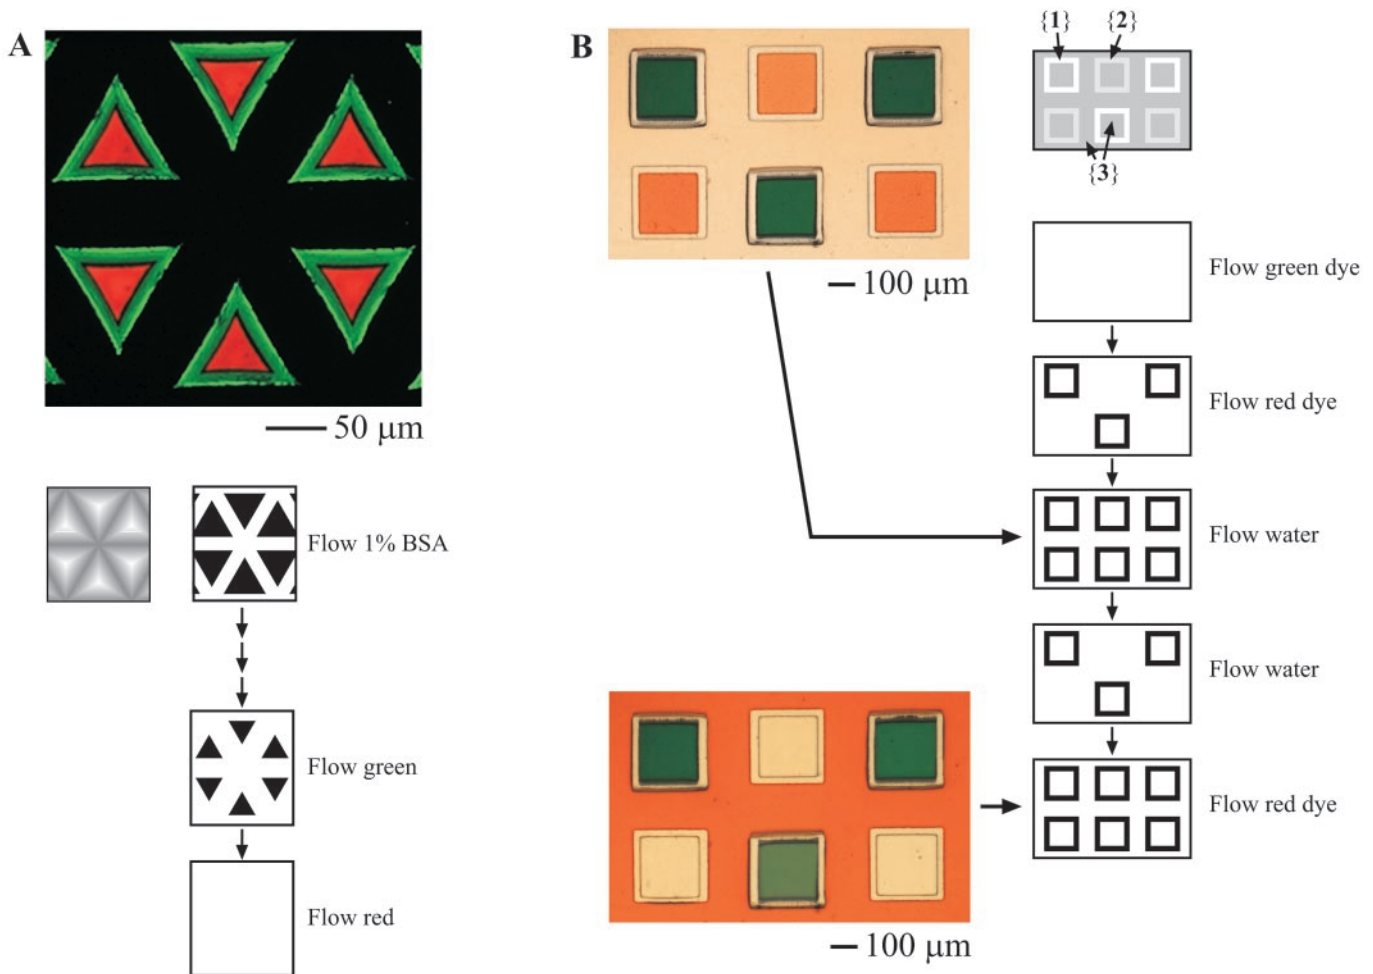 A
50 μm
Flow 1% BSA
Flow green
Flow red
B
{1}
{2}
{3}
100 μm
Flow green dye
Flow red dye
Flow water
Flow water
Flow red dye
100 μm